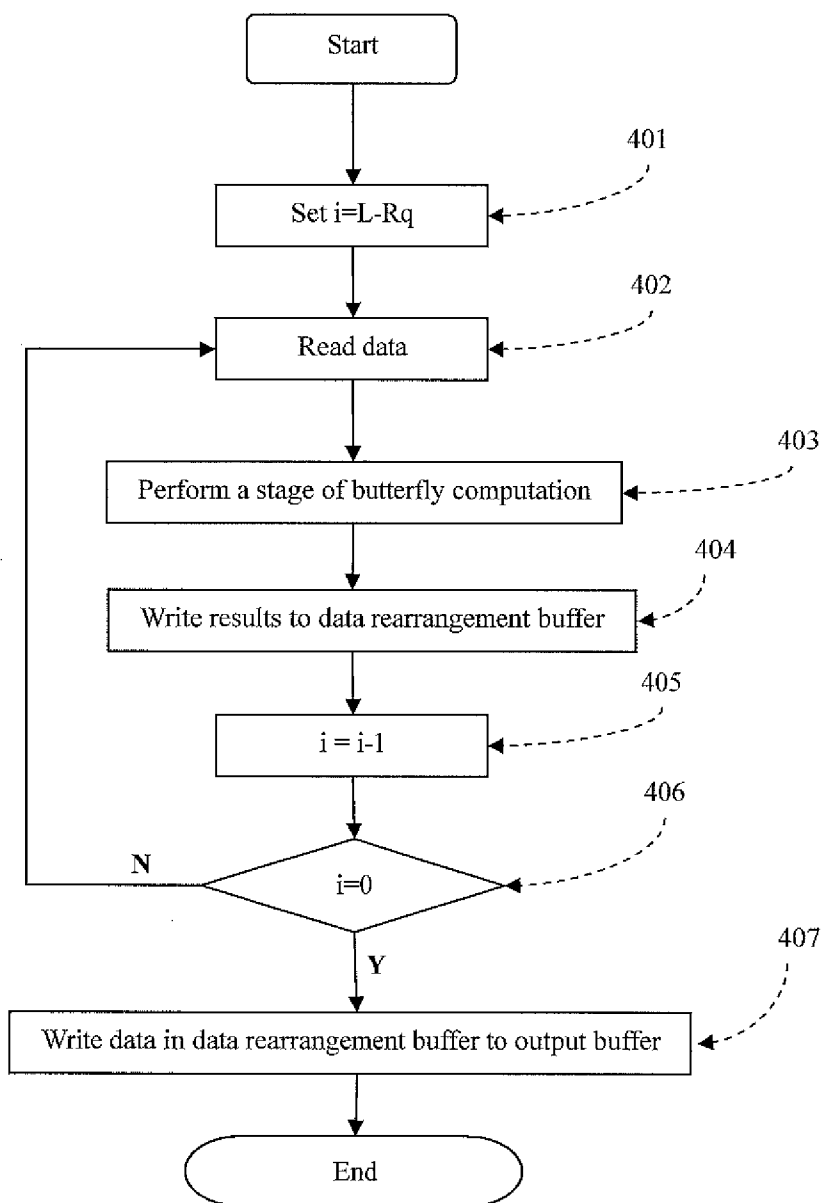 Start
401
Set i=L-Rq
402
Read data
403
Perform a stage of butterfly computation
404
Write results to data rearrangement buffer
405
i = i-1
406
N
i=0
407
Y
Write data in data rearrangement buffer to output buffer
End